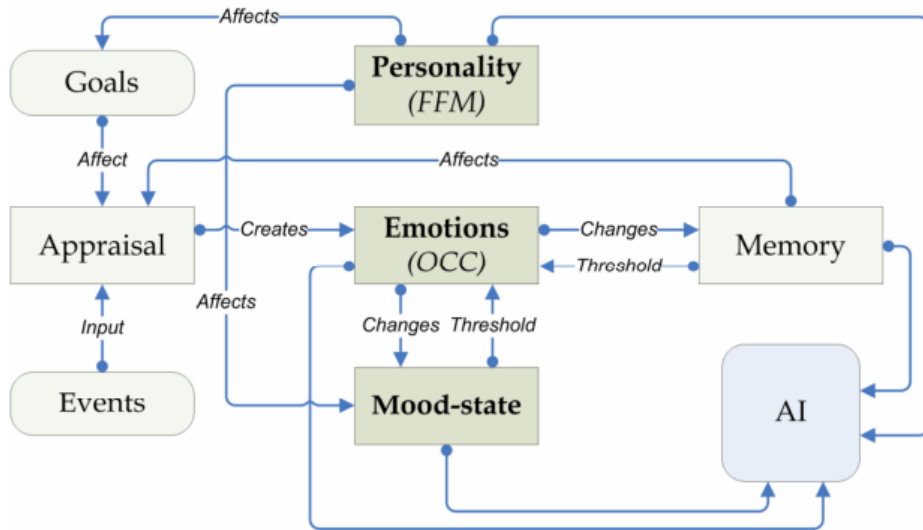 Affects
Personality
(FFM)
Goals
Affect
Affects
Appraisal
Creates
Emotions
(OCC)
Changes
Memory
Threshold
Affects
Input
Changes
Threshold
Events
Mood-state
AI